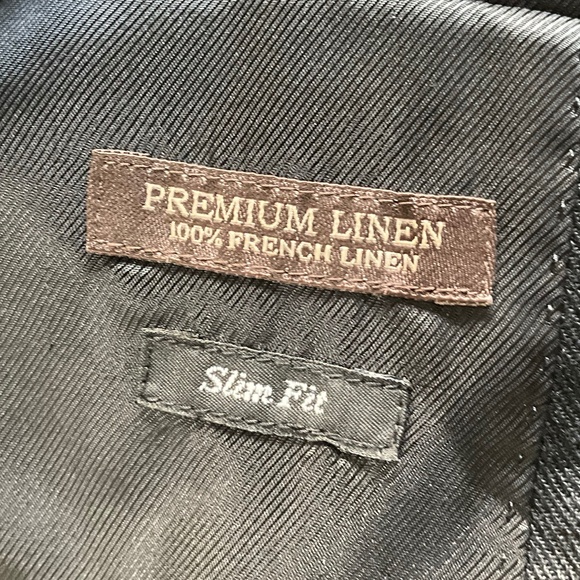 PREMIUM LINEN
100% FRENCH LINEN
Slim Fit